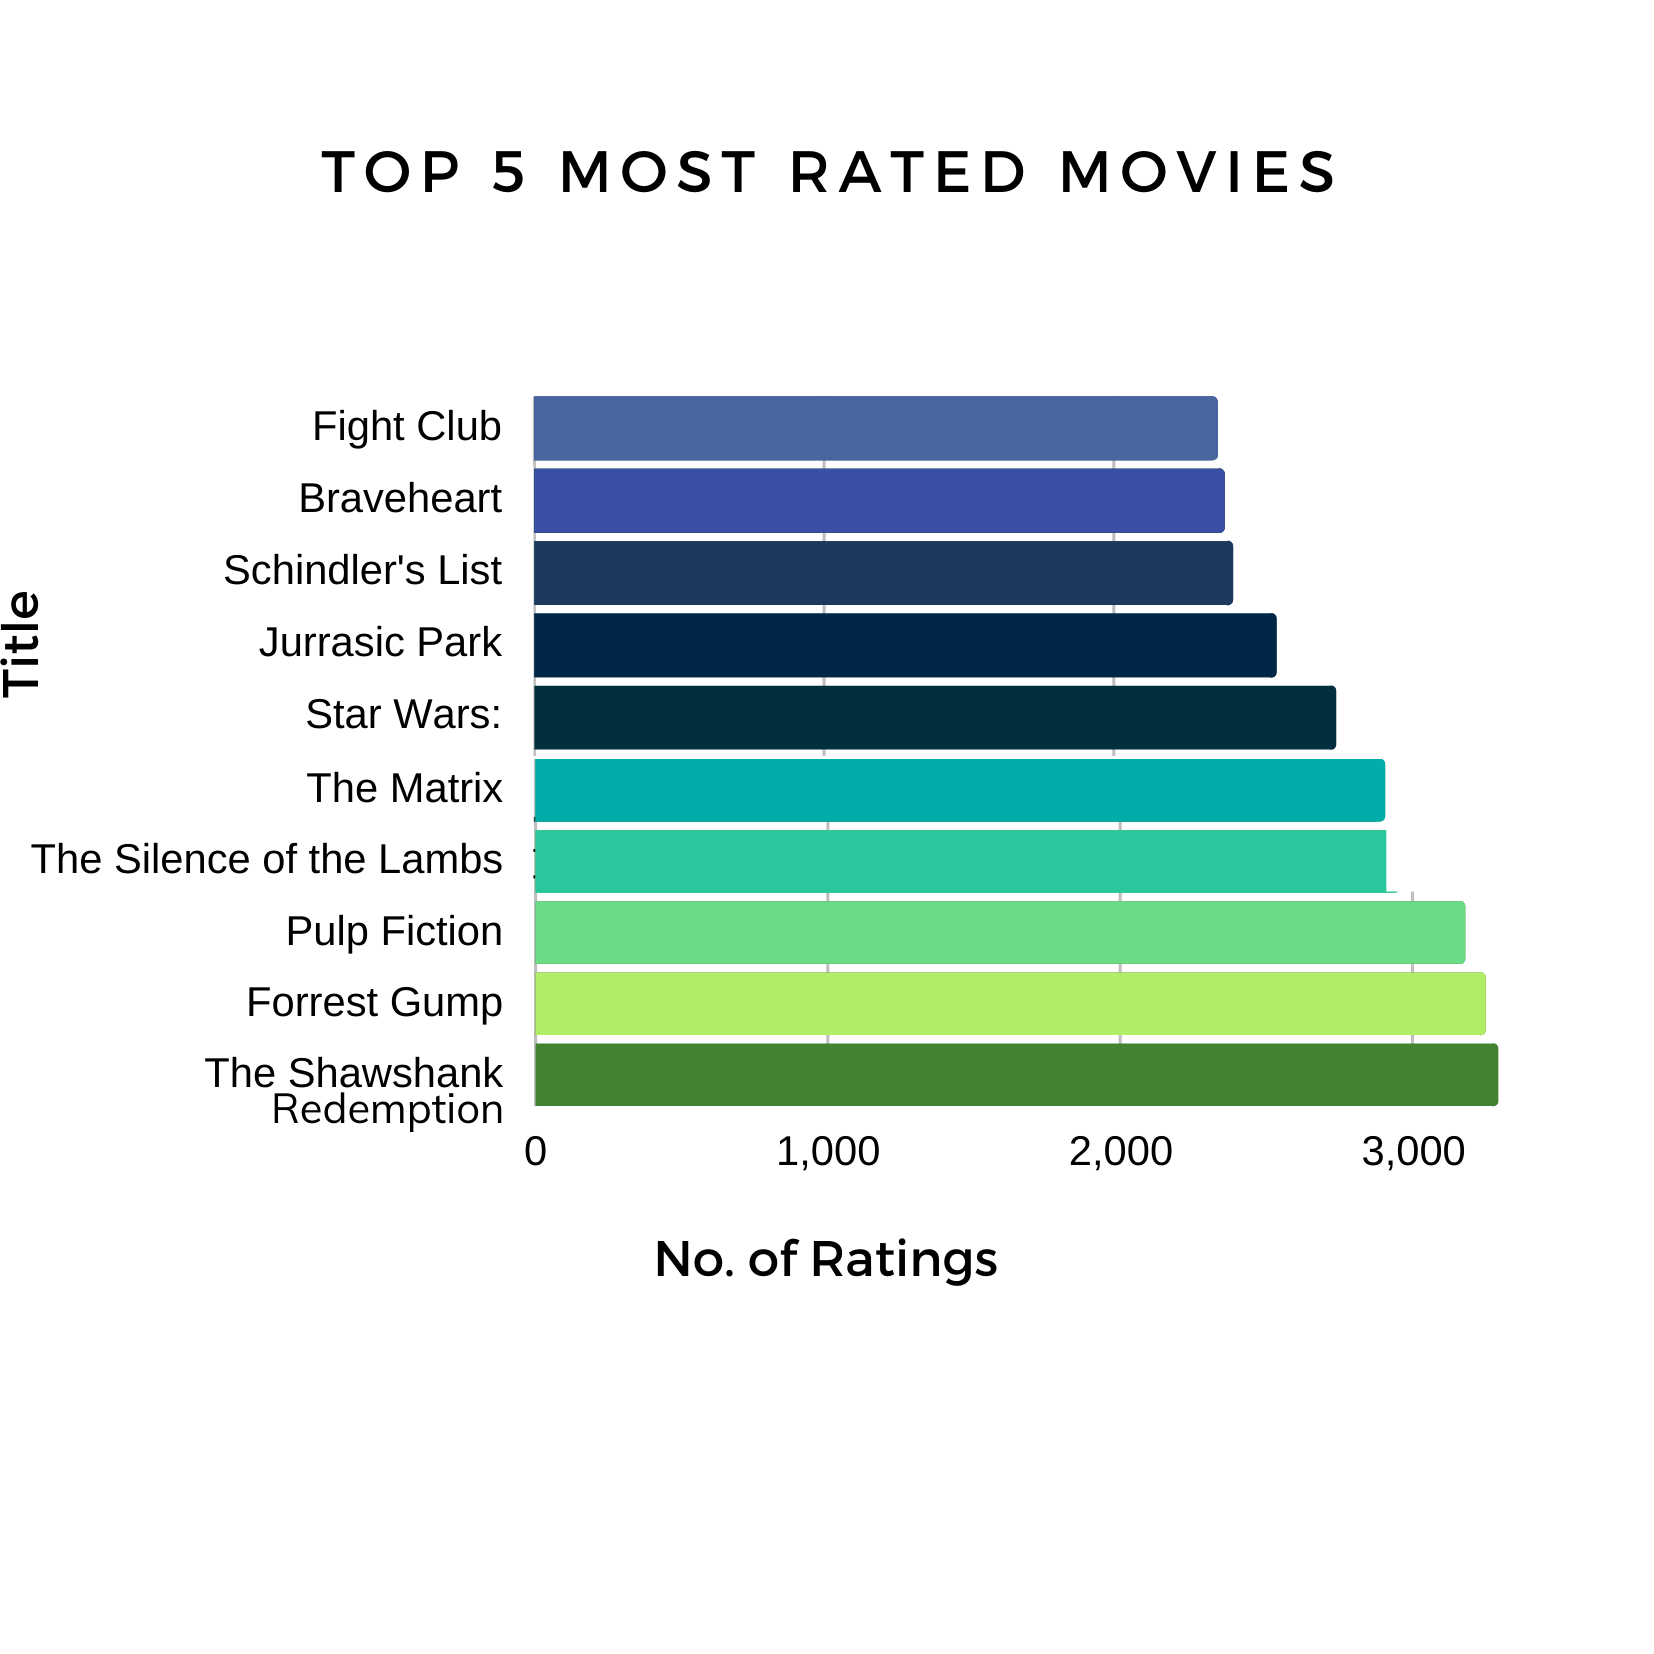 TOP 5 MOST RATED MOVIES
Title
Fight Club
Braveheart
Schindler's List
Jurrasic Park
Star Wars:
The Matrix
The Silence of the Lambs
Pulp Fiction
Forrest Gump
The Shawshank
Redemption
0 1,000 2,000 3,000
No. of Ratings